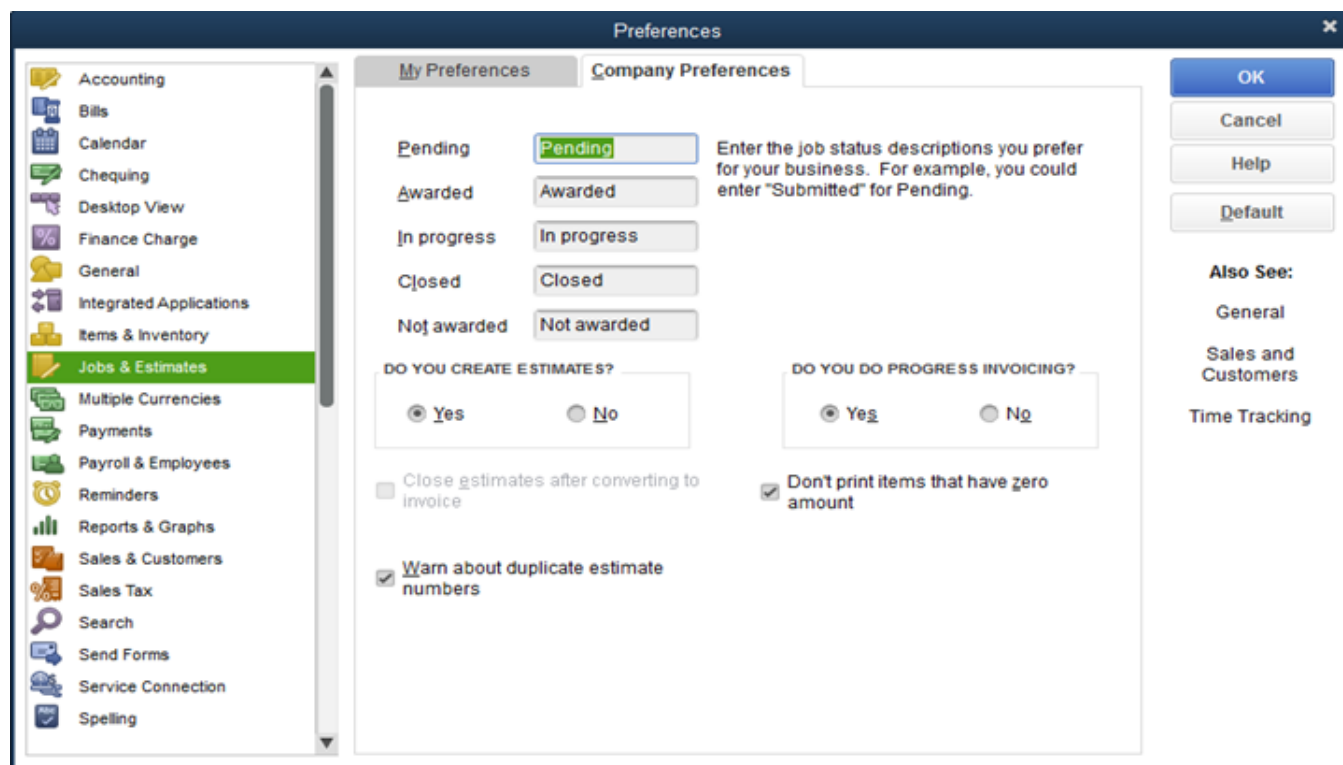 Preferences
Accounting
Bills
Calendar
Chequing
Desktop View
Finance Charge
General
Integrated Applications
Items & Inventory
Jobs & Estimates
Multiple Currencies
Payments
Payroll & Employees
Reminders
Reports & Graphs
Sales & Customers
Sales Tax
Search
Send Forms
Service Connection
Spelling
My Preferences
Company Preferences
Pending Pending
Awarded Awarded
In progress In progress
Closed Closed
Not awarded Not awarded
Enter the job status descriptions you prefer
for your business. For example, you could
enter "Submitted" for Pending.
DO YOU CREATE ESTIMATES?
Yes No
Close estimates after converting to
invoice
Warn about duplicate estimate
numbers
DO YOU DO PROGRESS INVOICING?
Yes No
Don't print items that have zero
amount
OK
Cancel
Help
Default
Also See:
General
Sales and
Customers
Time Tracking